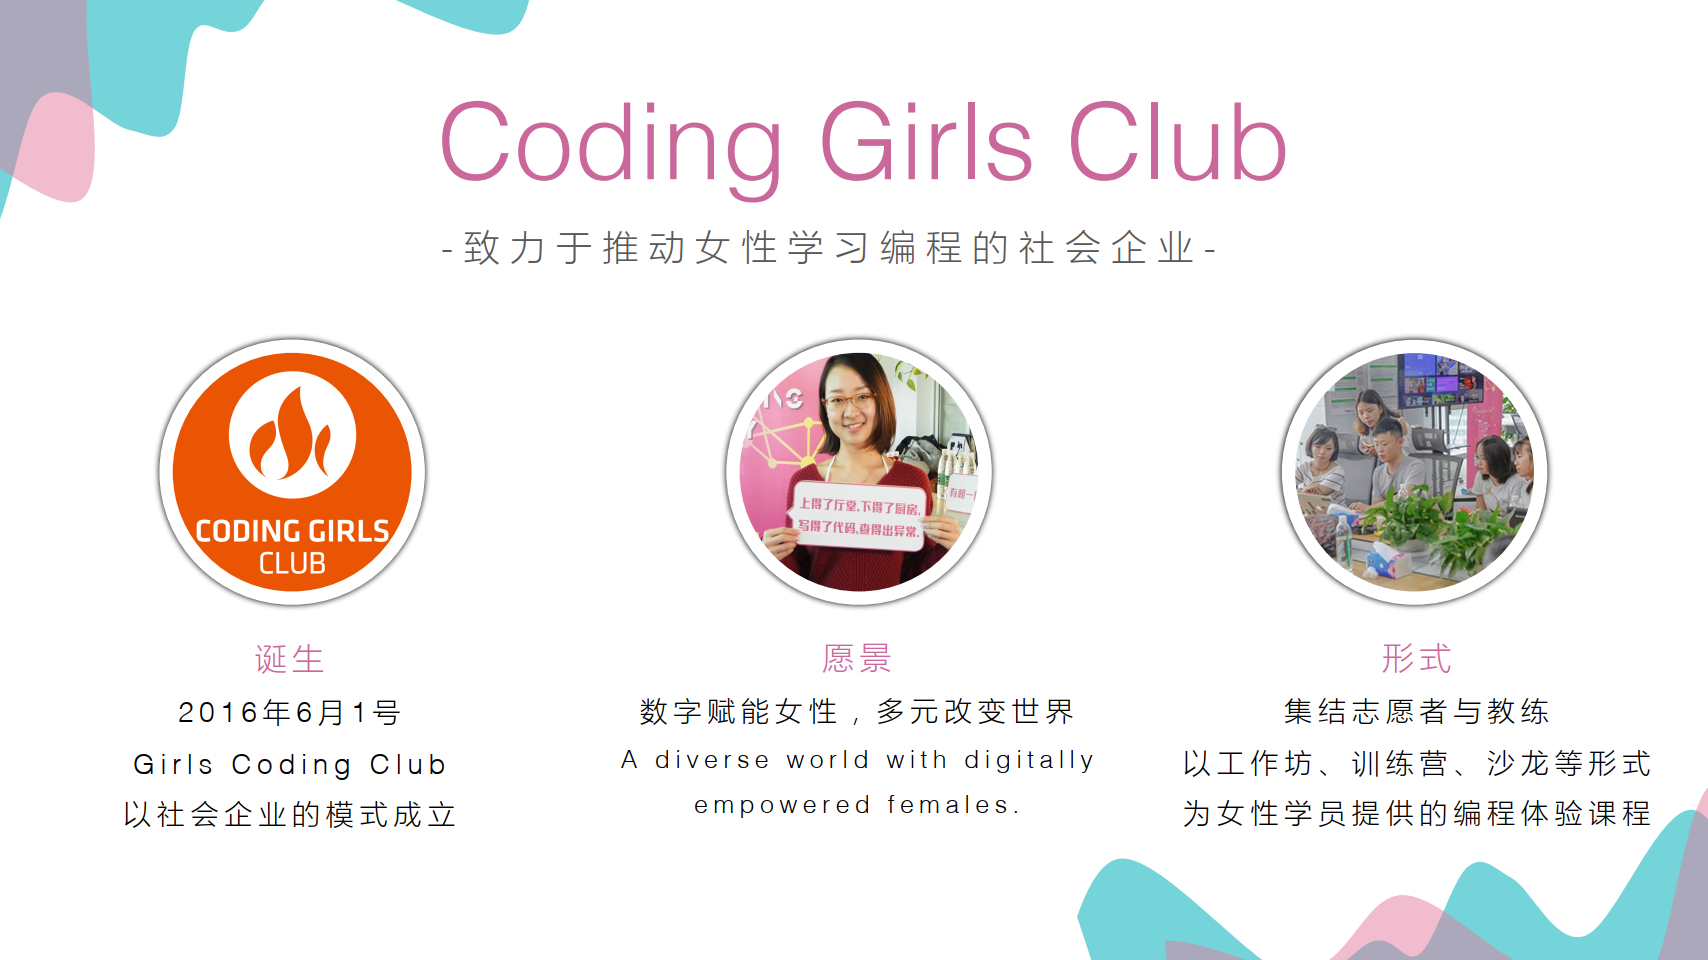 Coding Girls Club
-致力于推动女性学习编程的社会企业-
CODING GIRLS
CLUB
上得了厅堂,下得了厨房,
写得了代码,查得出异常.
诞生
2016年6月1号
Girls Coding Club
以社会企业的模式成立
愿景
数字赋能女性，多元改变世界
A diverse world with digitally
empowered females.
形式
集结志愿者与教练
以工作坊、训练营、沙龙等形式
为女性学员提供的编程体验课程